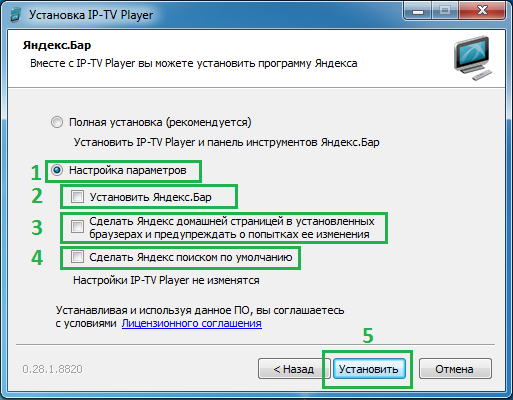 Установка IP-TV Player
Яндекс.Бар
Вместе с IP-TV Player вы можете установить программу Яндекса
Полная установка (рекомендуется)
Установить IP-TV Player и панель инструментов Яндекс.Бар
1 Настройка параметров
2 Установить Яндекс.Бар
3 Сделать Яндекс домашней страницей в установленных
браузерах и предупреждать о попытках ее изменения
4 Сделать Яндекс поиском по умолчанию
Настройки IP-TV Player не изменятся
Устанавливая и используя данное ПО, вы соглашаетесь
с условиями Лицензионного соглашения
5
0.28.1.8820 < Назад Установить Отмена